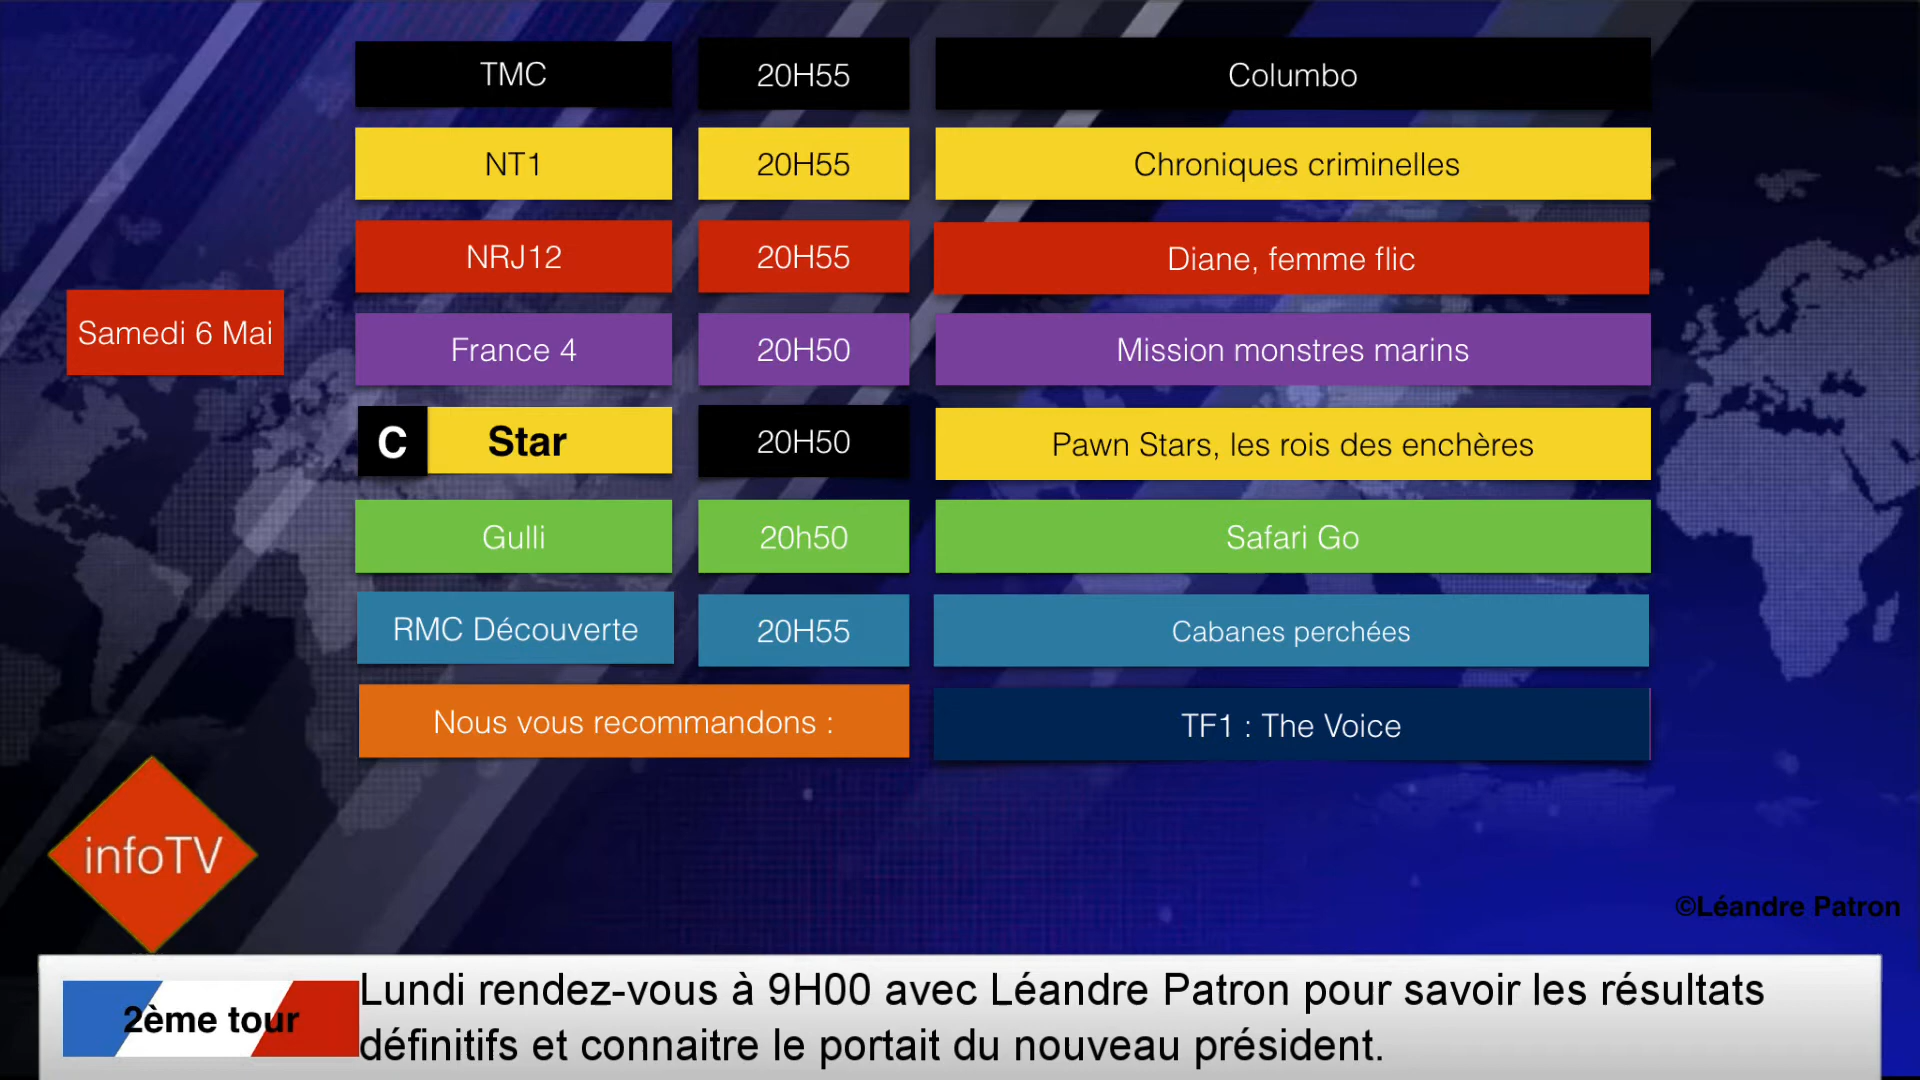 TMC 20H55 Columbo
NT1 20H55 Chroniques criminelles
NRJ12 20H55 Diane, femme flic
Samedi 6 Mai
France 4 20H50 Mission monstres marins
C Star 20H50 Pawn Stars, les rois des enchères
Gulli 20h50 Safari Go
RMC Découverte 20H55 Cabanes perchées
Nous vous recommandons : TF1 : The Voice
infoTV
©Léandre Patron
2ème tour
Lundi rendez-vous à 9H00 avec Léandre Patron pour savoir les résultats
définitifs et connaitre le portait du nouveau président.